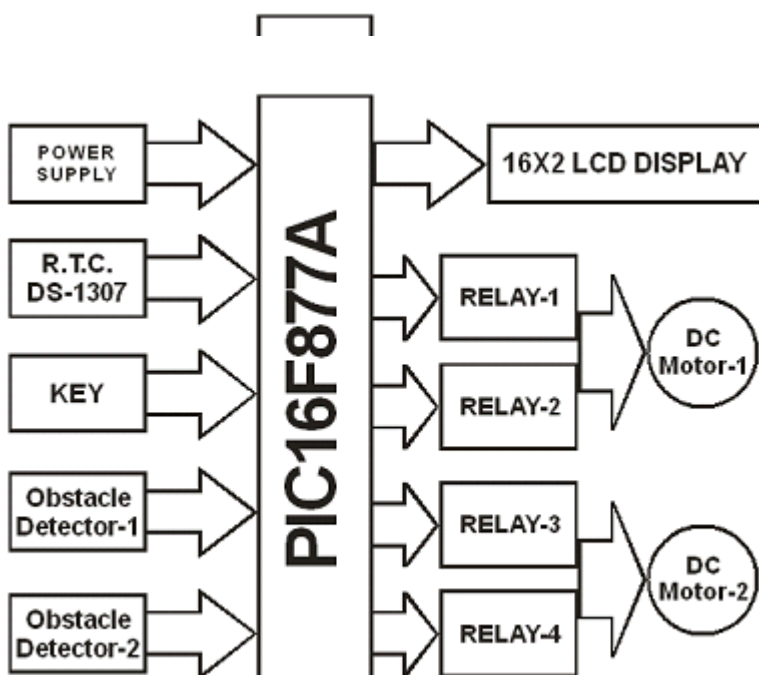 POWER
SUPPLY
R.T.C.
DS-1307
KEY
Obstacle
Detector-1
Obstacle
Detector-2
PIC16F877A
16X2 LCD DISPLAY
RELAY-1
RELAY-2
DC
Motor-1
RELAY-3
RELAY-4
DC
Motor-2